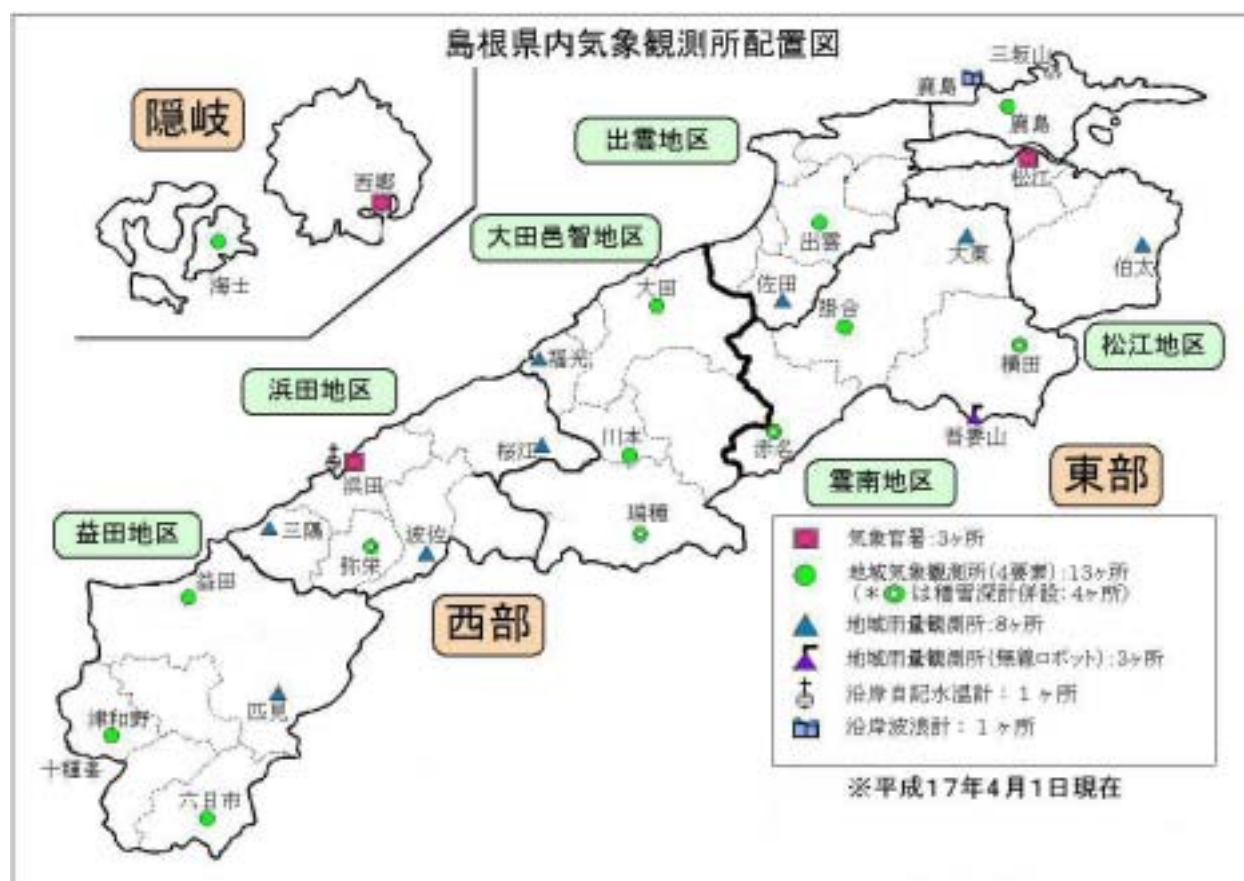 島根県内気象観測所配置図
隠岐
西郷
海士
三坂山
鹿島
鹿島
松江
出雲地区
出雲
大東
伯太
大田邑智地区
佐田
大田
掛合
横田
松江地区
福光
浜田地区
赤名
吾妻山
川本
桜江
浜田
雲南地区
東部
三隅
弥栄
波佐
瑞穂
益田地区
益田
西部
匹見
津和野
六日市
気象官署:3ヶ所
地域気象観測所(4要素):13ヶ所
(*は積雪深計併設:4ヶ所)
地域雨量観測所:8ヶ所
地域雨量観測所(無線ロボット):3ヶ所
沿岸自記水温計:1ヶ所
沿岸波浪計:1ヶ所
※平成17年4月1日現在